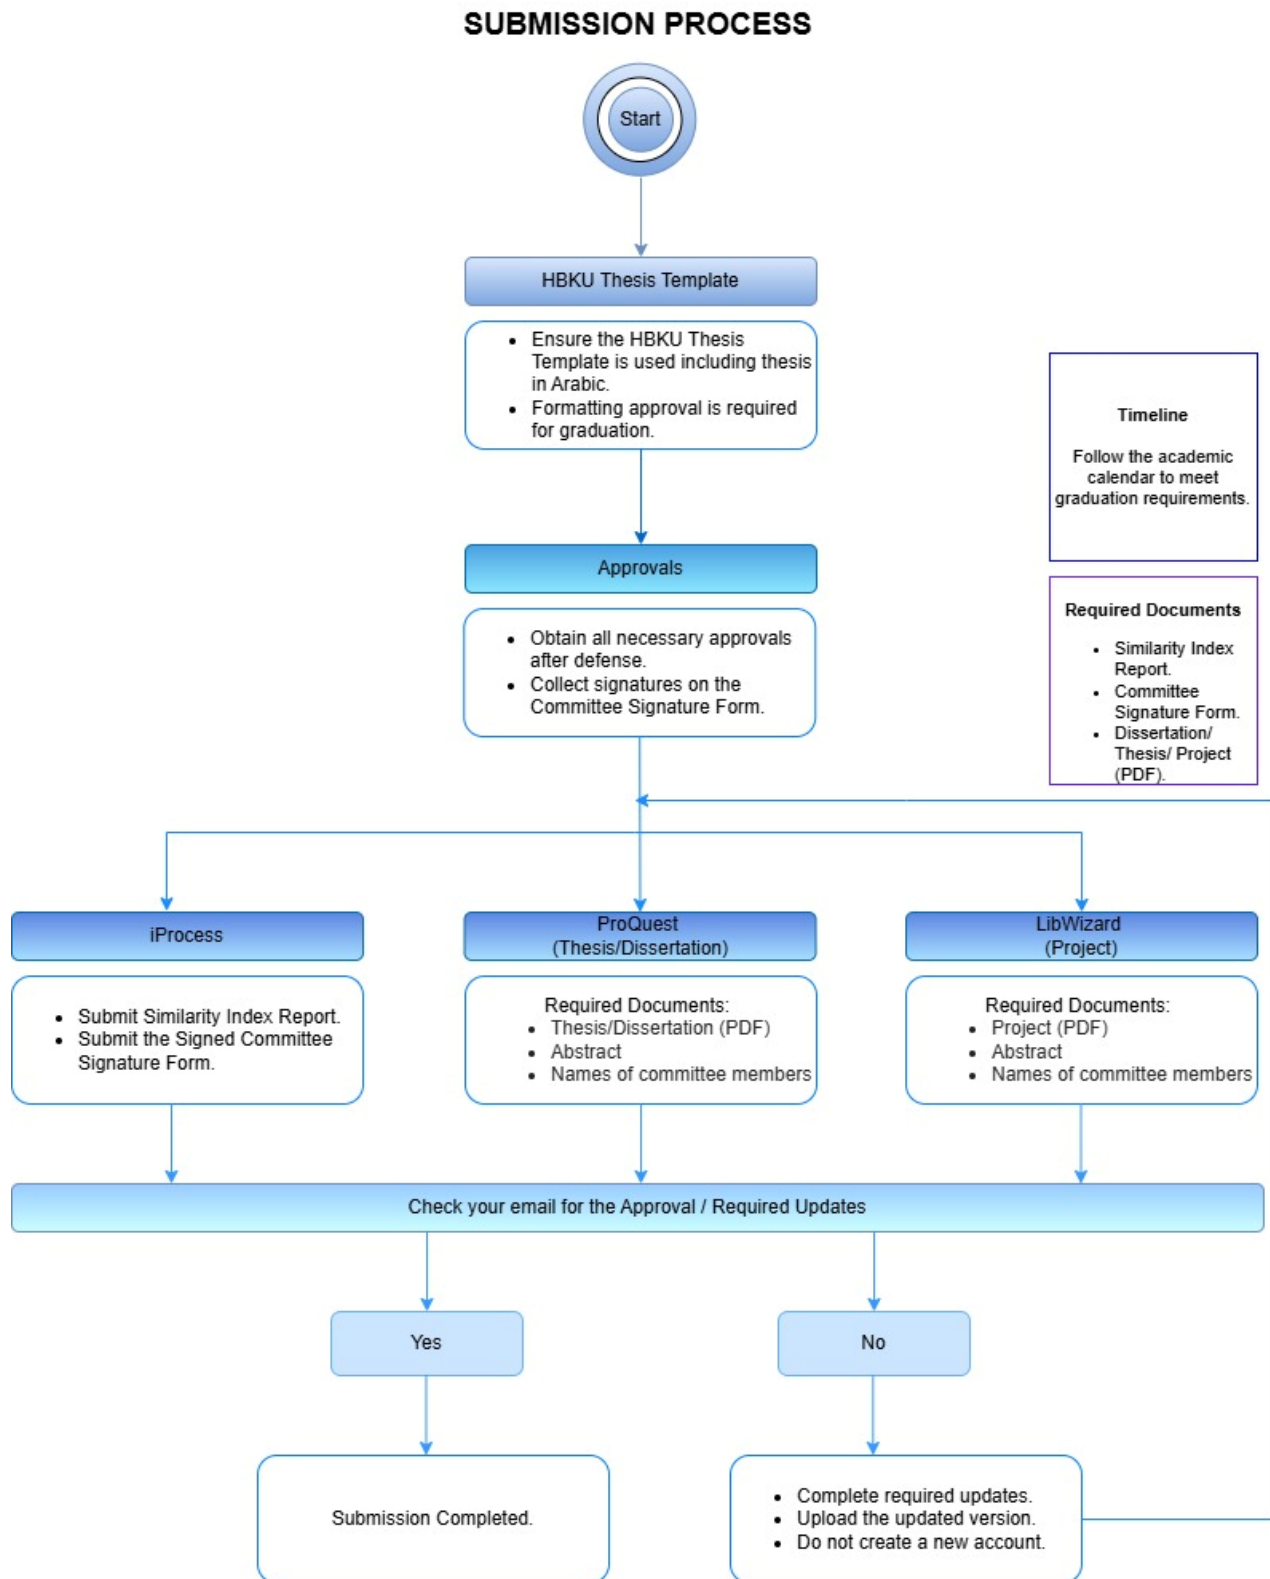 SUBMISSION PROCESS
Start
HBKU Thesis Template
• Ensure the HBKU Thesis
Template is used including thesis
in Arabic.
• Formatting approval is required
for graduation.
Timeline
Follow the academic
calendar to meet
graduation requirements.
Approvals
• Obtain all necessary approvals
after defense.
• Collect signatures on the
Committee Signature Form.
Required Documents
• Similarity Index
Report.
• Committee
Signature Form.
• Dissertation/
Thesis/ Project
(PDF).
iProcess
• Submit Similarity Index Report.
• Submit the Signed Committee
Signature Form.
ProQuest
(Thesis/Dissertation)
Required Documents:
• Thesis/Dissertation (PDF)
• Abstract
• Names of committee members
LibWizard
(Project)
Required Documents:
• Project (PDF)
• Abstract
• Names of committee members
Check your email for the Approval / Required Updates
Yes
No
Submission Completed.
• Complete required updates.
• Upload the updated version.
• Do not create a new account.